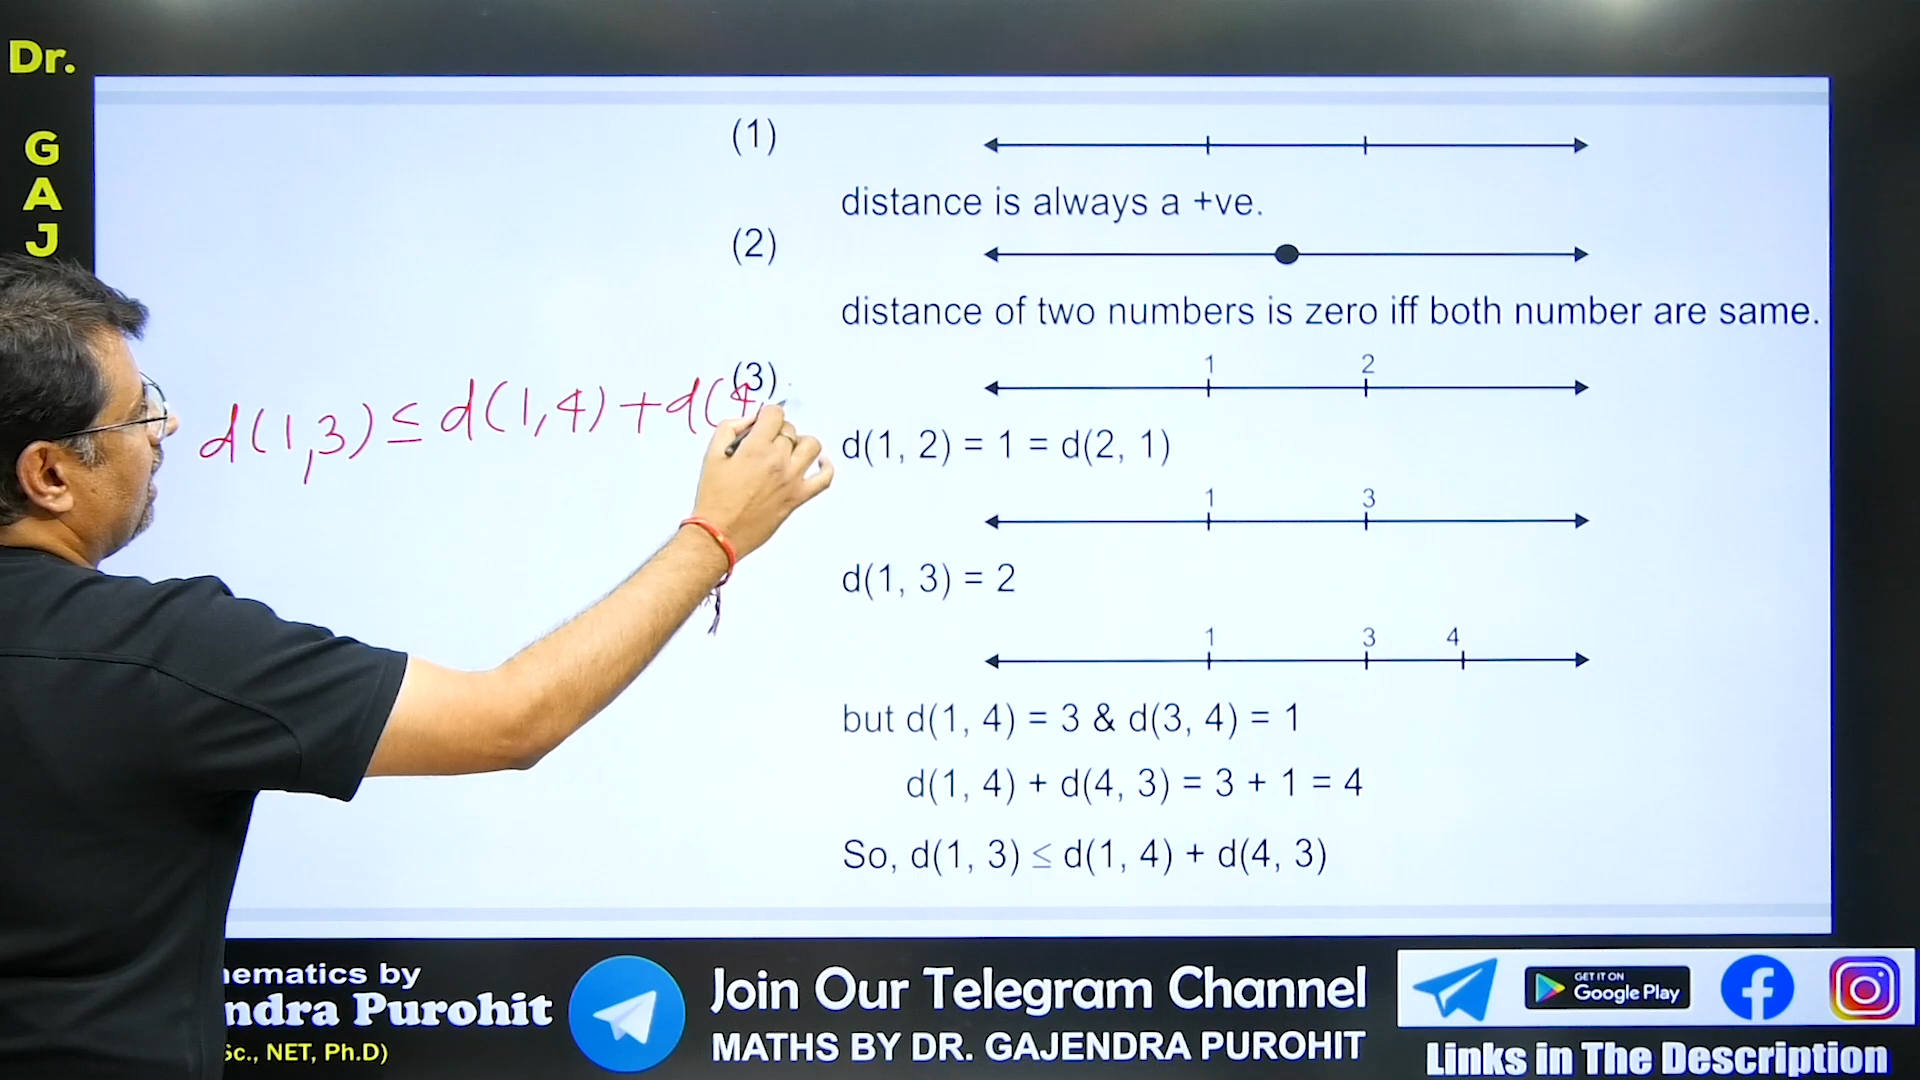 Dr.
G
A
J
(1)
distance is always a +ve.
(2)
distance of two numbers is zero iff both number are same.
(3)
1 2
d(1,3) ≤ d(1,4) + d(4,
d(1, 2) = 1 = d(2, 1)
1 3
d(1, 3) = 2
1 3 4
but d(1, 4) = 3 & d(3, 4) = 1
d(1, 4) + d(4, 3) = 3 + 1 = 4
So, d(1, 3) ≤ d(1, 4) + d(4, 3)
hematics by
ndra Purohit
Sc., NET, Ph.D)
Join Our Telegram Channel
MATHS BY DR. GAJENDRA PUROHIT
GET IT ON
Google Play
Links in The Description